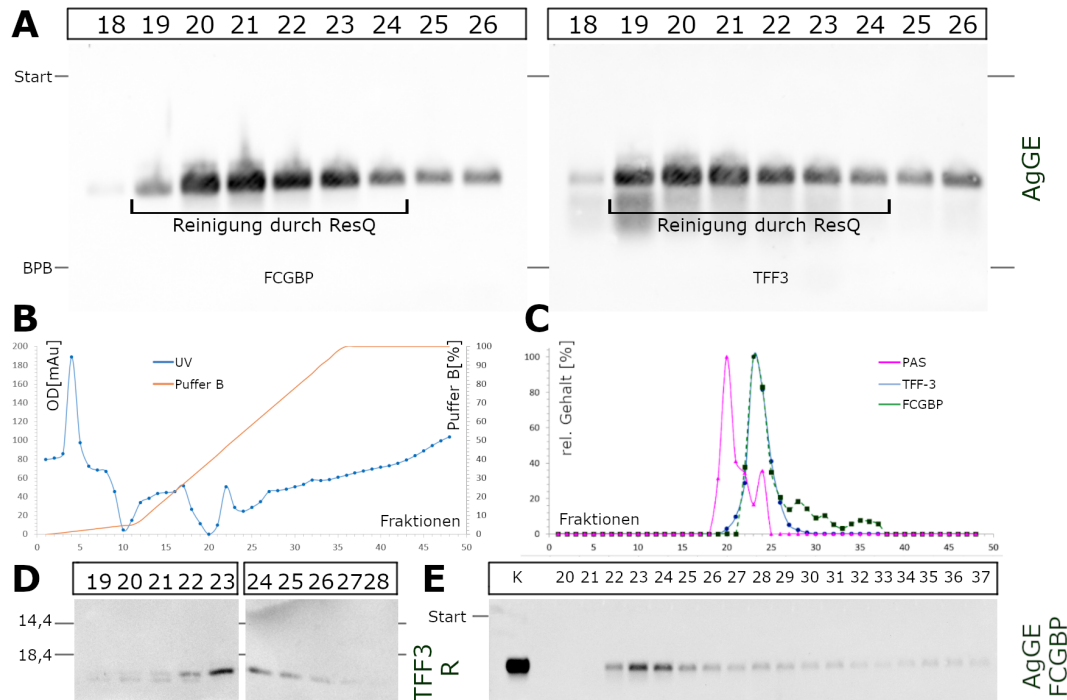 A
18 19 20 21 22 23 24 25 26
18 19 20 21 22 23 24 25 26
Start
Reinigung durch ResQ
Reinigung durch ResQ
BPB
FCGBP
TFF3
AgGE
B
OD[mAu]
200
180
160
140
120
100
80
60
40
20
0
UV
Puffer B
Puffer B[%]
100
90
80
70
60
50
40
30
20
10
0
Fraktionen
0 5 10 15 20 25 30 35 40 45 50
C
rel. Gehalt [%]
100
80
60
40
20
0
PAS
TFF-3
FCGBP
Fraktionen
0 5 10 15 20 25 30 35 40 45 50
D
19 20 21 22 23
24 25 26 27 28
14,4
18,4
TFF3
R
E
K 20 21 22 23 24 25 26 27 28 29 30 31 32 33 34 35 36 37
Start
AgGE
FCGBP